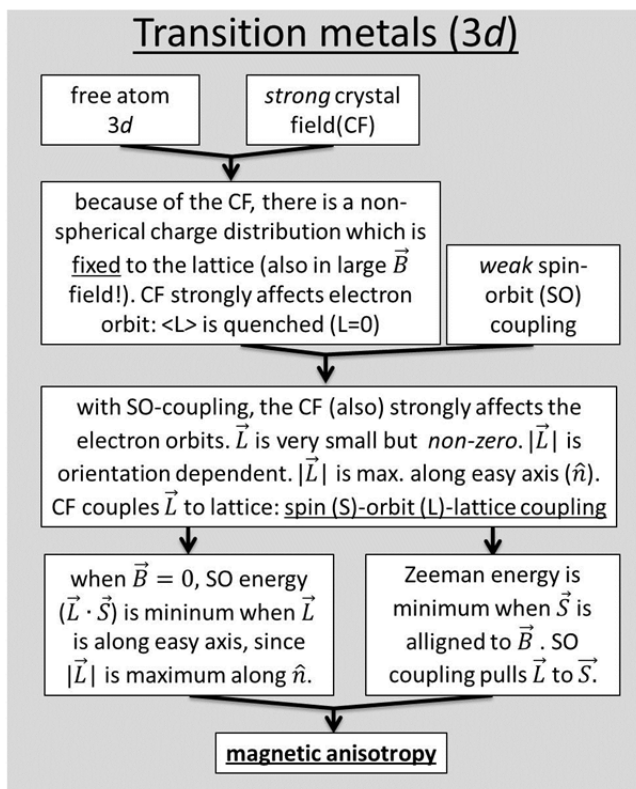 Transition metals (3d)
free atom
3d
strong crystal
field(CF)
because of the CF, there is a non-
spherical charge distribution which is
fixed to the lattice (also in large B⃗
field!). CF strongly affects electron
orbit: <L> is quenched (L=0)
weak spin-
orbit (SO)
coupling
with SO-coupling, the CF (also) strongly affects the
electron orbits. L⃗ is very small but non-zero. |L⃗| is
orientation dependent. |L⃗| is max. along easy axis (n̂).
CF couples L⃗ to lattice: spin (S)-orbit (L)-lattice coupling
when B⃗ = 0, SO energy
(L⃗ · S⃗) is mininum when L⃗
is along easy axis, since
|L⃗| is maximum along n̂.
Zeeman energy is
minimum when S⃗ is
alligned to B⃗ . SO
coupling pulls L⃗ to S⃗.
magnetic anisotropy